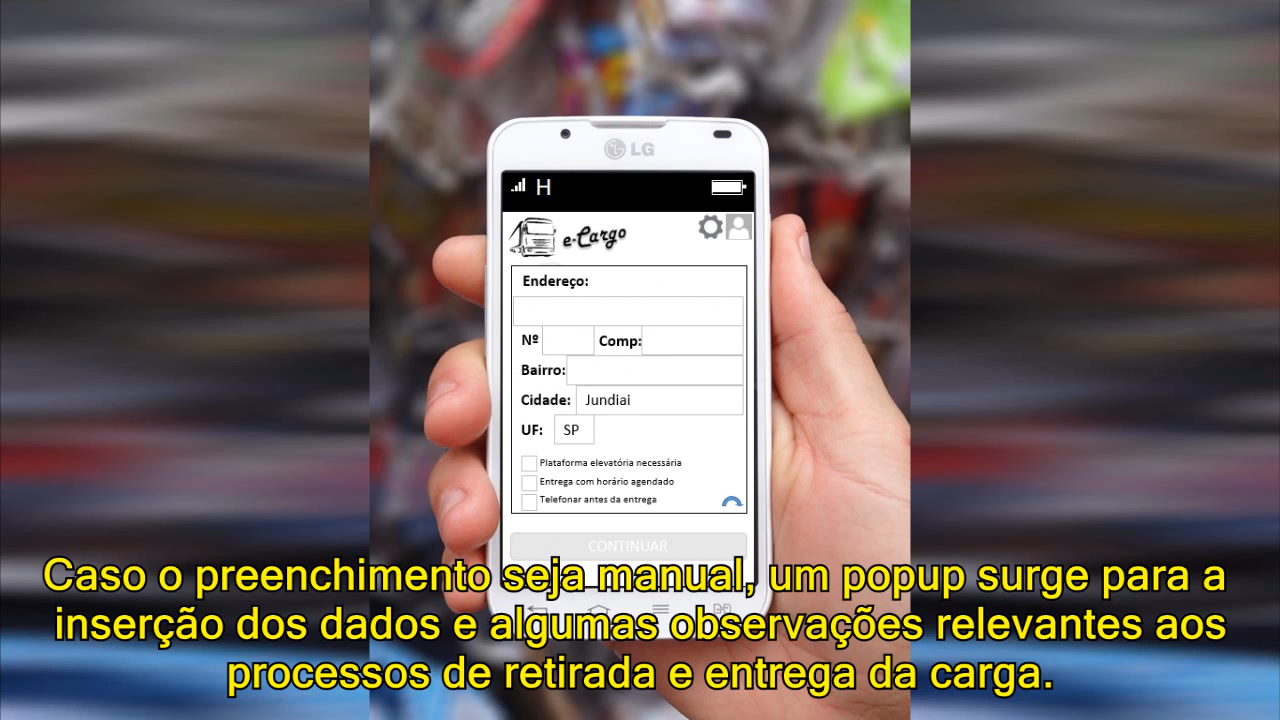 LG
H
e-Cargo
Endereço:
Nº Comp:
Bairro:
Cidade: Jundiai
UF: SP
Plataforma elevatória necessária
Entrega com horário agendado
Telefonar antes da entrega
CONTINUAR
Caso o preenchimento seja manual, um popup surge para a
inserção dos dados e algumas observações relevantes aos
processos de retirada e entrega da carga.